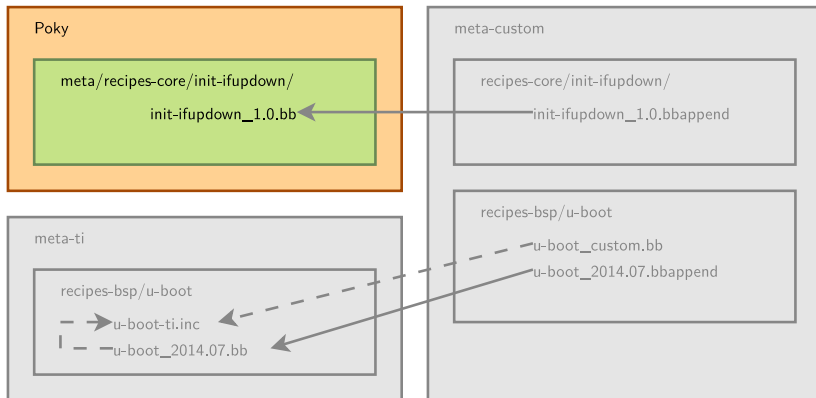 Poky
meta/recipes-core/init-ifupdown/
init-ifupdown_1.0.bb
meta-custom
recipes-core/init-ifupdown/
init-ifupdown_1.0.bbappend
recipes-bsp/u-boot
u-boot_custom.bb
u-boot_2014.07.bbappend
meta-ti
recipes-bsp/u-boot
u-boot-ti.inc
u-boot_2014.07.bb